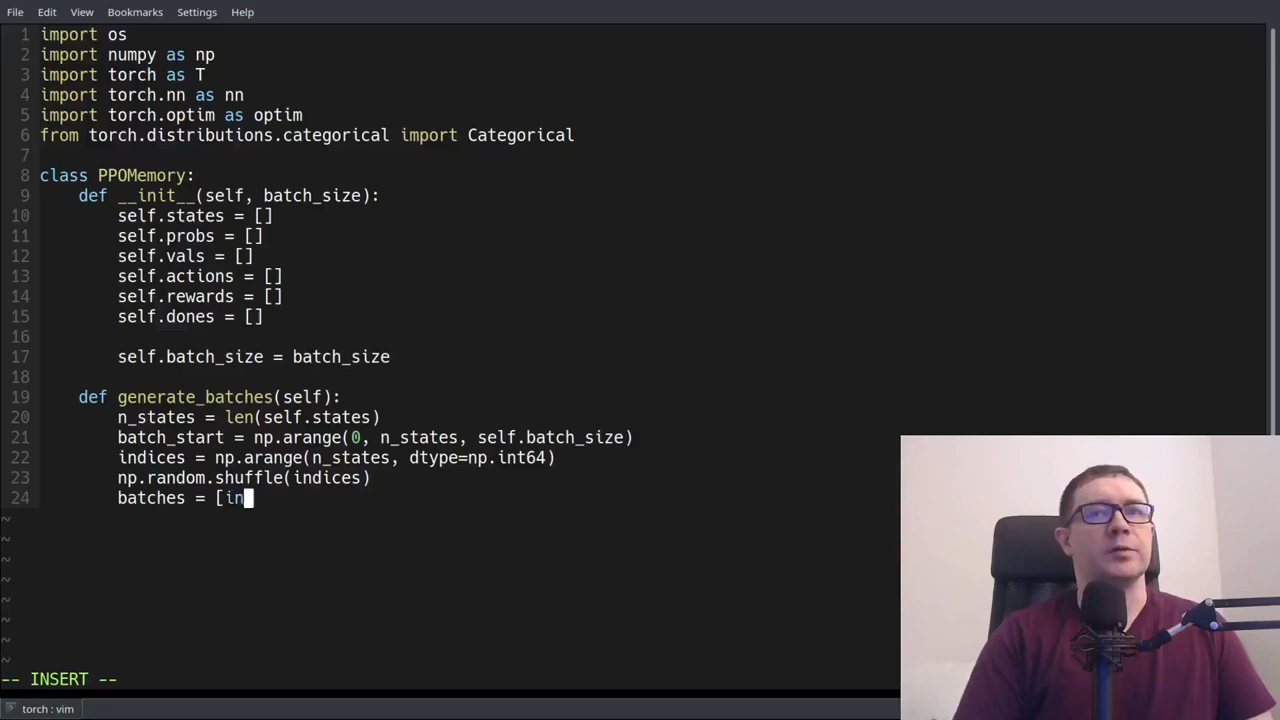 File Edit View Bookmarks Settings Help
1 import os
2 import numpy as np
3 import torch as T
4 import torch.nn as nn
5 import torch.optim as optim
6 from torch.distributions.categorical import Categorical
7
8 class PPOMemory:
9     def __init__(self, batch_size):
10         self.states = []
11         self.probs = []
12         self.vals = []
13         self.actions = []
14         self.rewards = []
15         self.dones = []
16
17         self.batch_size = batch_size
18
19     def generate_batches(self):
20         n_states = len(self.states)
21         batch_start = np.arange(0, n_states, self.batch_size)
22         indices = np.arange(n_states, dtype=np.int64)
23         np.random.shuffle(indices)
24         batches = [in
~
~
~
~
~
~
~
~
-- INSERT --
torch : vim